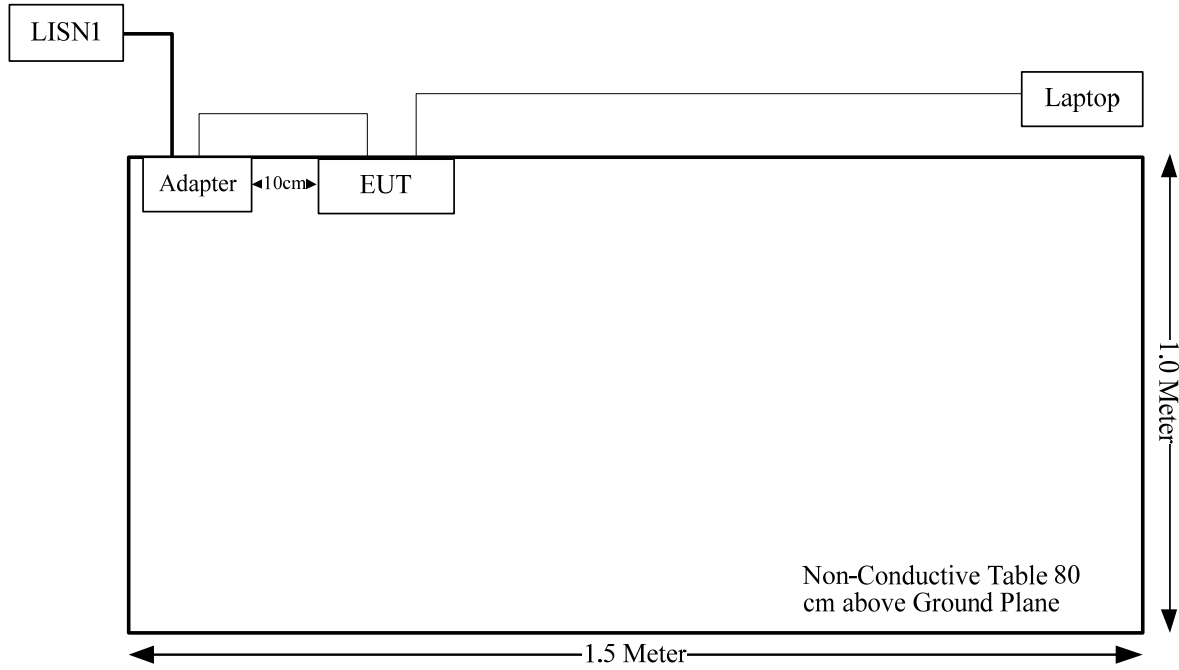 LISN1
Laptop
Adapter
10cm
EUT
1.0 Meter
Non-Conductive Table 80
cm above Ground Plane
1.5 Meter